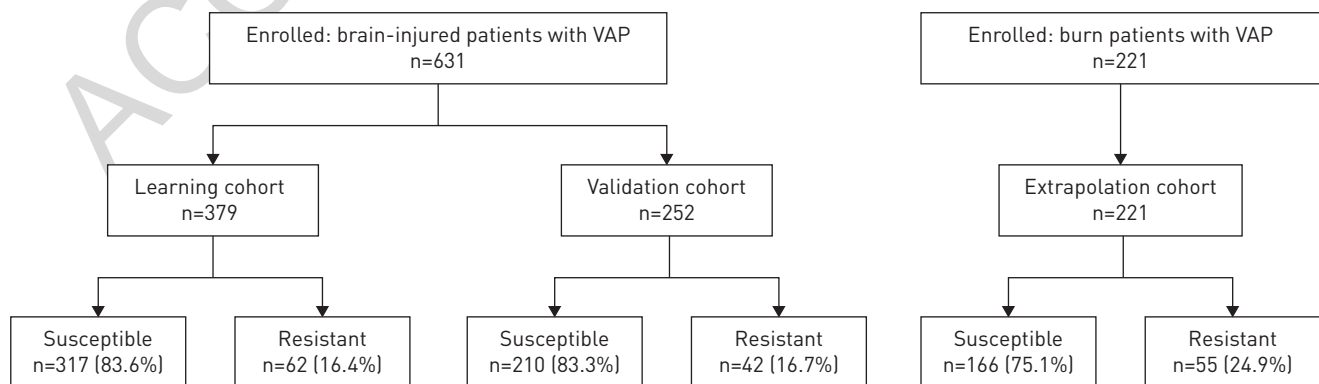 Enrolled: brain-injured patients with VAP
n=631
Enrolled: burn patients with VAP
n=221
Learning cohort
n=379
Validation cohort
n=252
Extrapolation cohort
n=221
Susceptible
n=317 (83.6%)
Resistant
n=62 (16.4%)
Susceptible
n=210 (83.3%)
Resistant
n=42 (16.7%)
Susceptible
n=166 (75.1%)
Resistant
n=55 (24.9%)